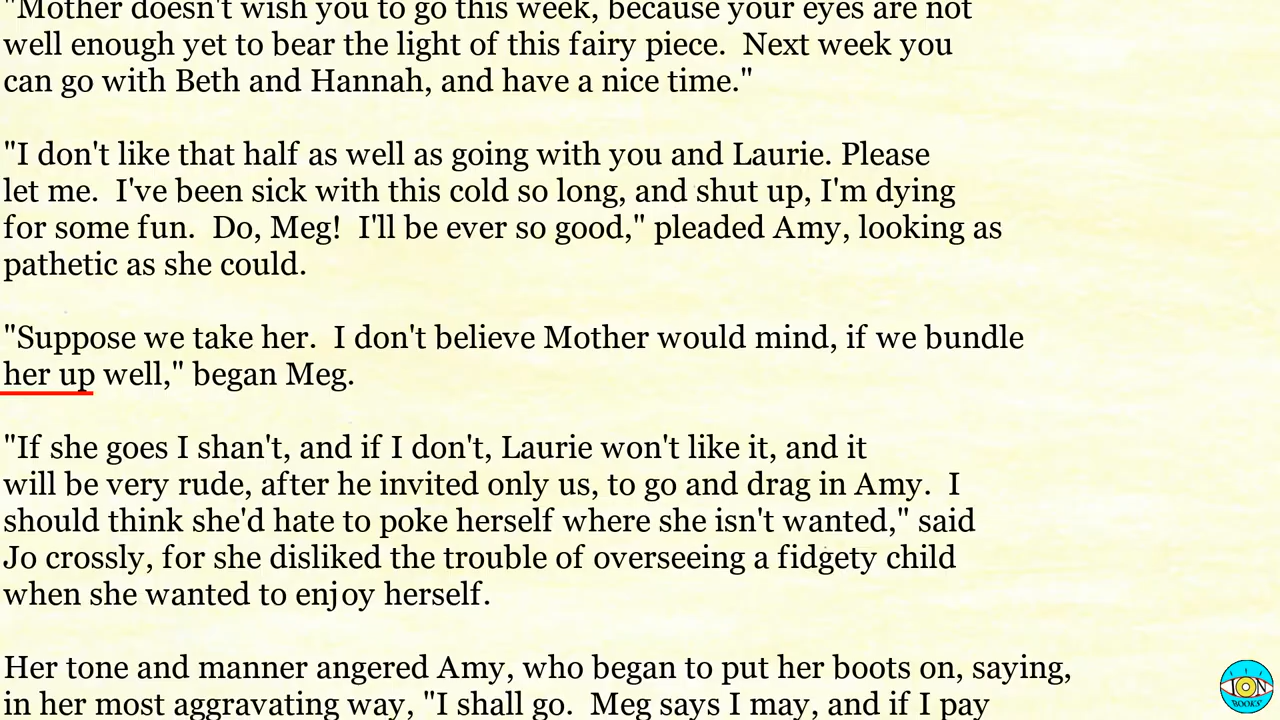 "Mother doesn't wish you to go this week, because your eyes are not
well enough yet to bear the light of this fairy piece.  Next week you
can go with Beth and Hannah, and have a nice time."
"I don't like that half as well as going with you and Laurie. Please
let me.  I've been sick with this cold so long, and shut up, I'm dying
for some fun.  Do, Meg!  I'll be ever so good," pleaded Amy, looking as
pathetic as she could.
"Suppose we take her.  I don't believe Mother would mind, if we bundle
her up well," began Meg.
"If she goes I shan't, and if I don't, Laurie won't like it, and it
will be very rude, after he invited only us, to go and drag in Amy.  I
should think she'd hate to poke herself where she isn't wanted," said
Jo crossly, for she disliked the trouble of overseeing a fidgety child
when she wanted to enjoy herself.
Her tone and manner angered Amy, who began to put her boots on, saying,
in her most aggravating way, "I shall go.  Meg says I may, and if I pay
I ON
BOOKS